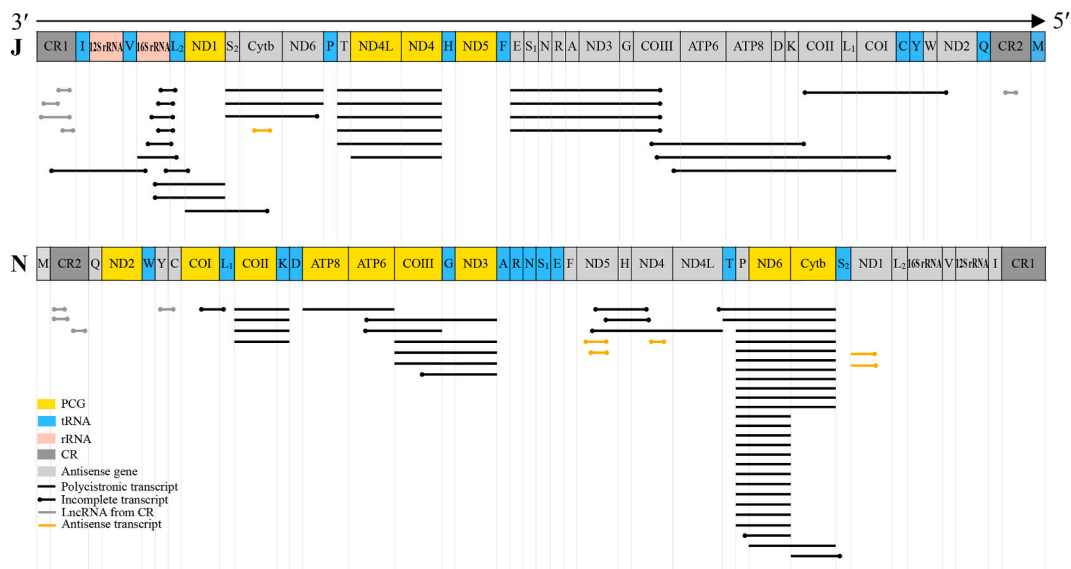 3′ 5′
J CR1 I 12S rRNA V 16S rRNA L2 ND1 S2 Cytb ND6 P T ND4L ND4 H ND5 F E S1 N R A ND3 G COIII ATP6 ATP8 D K COII L1 COI C Y W ND2 Q CR2 M
N M CR2 Q ND2 W Y C COI L1 COII K D ATP8 ATP6 COIII G ND3 A R N S1 E F ND5 H ND4 ND4L T P ND6 Cytb S2 ND1 L2 16S rRNA V 12S rRNA I CR1
PCG
tRNA
rRNA
CR
Antisense gene
Polycistronic transcript
Incomplete transcript
LncRNA from CR
Antisense transcript